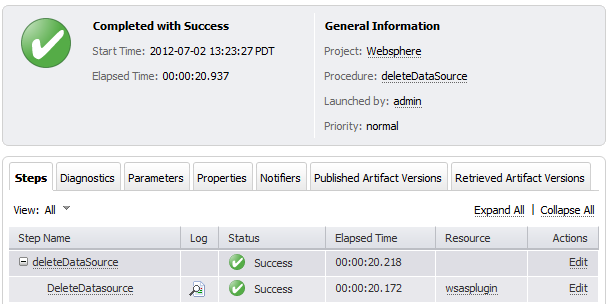 Completed with Success
Start Time: 2012-07-02 13:23:27 PDT
Elapsed Time: 00:00:20.937
General Information
Project: Websphere
Procedure: deleteDataSource
Launched by: admin
Priority: normal
Steps Diagnostics Parameters Properties Notifiers Published Artifact Versions Retrieved Artifact Versions
View: All Expand All | Collapse All
Step Name Log Status Elapsed Time Resource Actions
deleteDataSource Success 00:00:20.218 Edit
DeleteDatasource Success 00:00:20.172 wsasplugin Edit